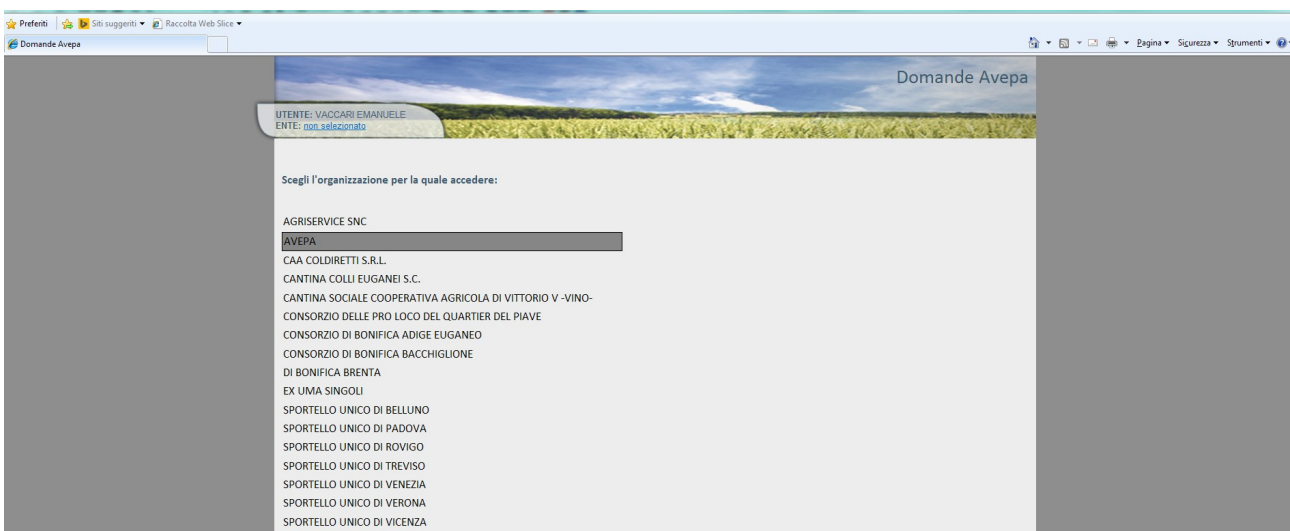 Preferiti Siti suggeriti Raccolta Web Slice
Domande Avepa Pagina Sicurezza Strumenti
Domande Avepa
UTENTE: VACCARI EMANUELE
ENTE: non selezionato
Scegli l'organizzazione per la quale accedere:
AGRISERVICE SNC
AVEPA
CAA COLDIRETTI S.R.L.
CANTINA COLLI EUGANEI S.C.
CANTINA SOCIALE COOPERATIVA AGRICOLA DI VITTORIO V -VINO-
CONSORZIO DELLE PRO LOCO DEL QUARTIER DEL PIAVE
CONSORZIO DI BONIFICA ADIGE EUGANEO
CONSORZIO DI BONIFICA BACCHIGLIONE
DI BONIFICA BRENTA
EX UMA SINGOLI
SPORTELLO UNICO DI BELLUNO
SPORTELLO UNICO DI PADOVA
SPORTELLO UNICO DI ROVIGO
SPORTELLO UNICO DI TREVISO
SPORTELLO UNICO DI VENEZIA
SPORTELLO UNICO DI VERONA
SPORTELLO UNICO DI VICENZA